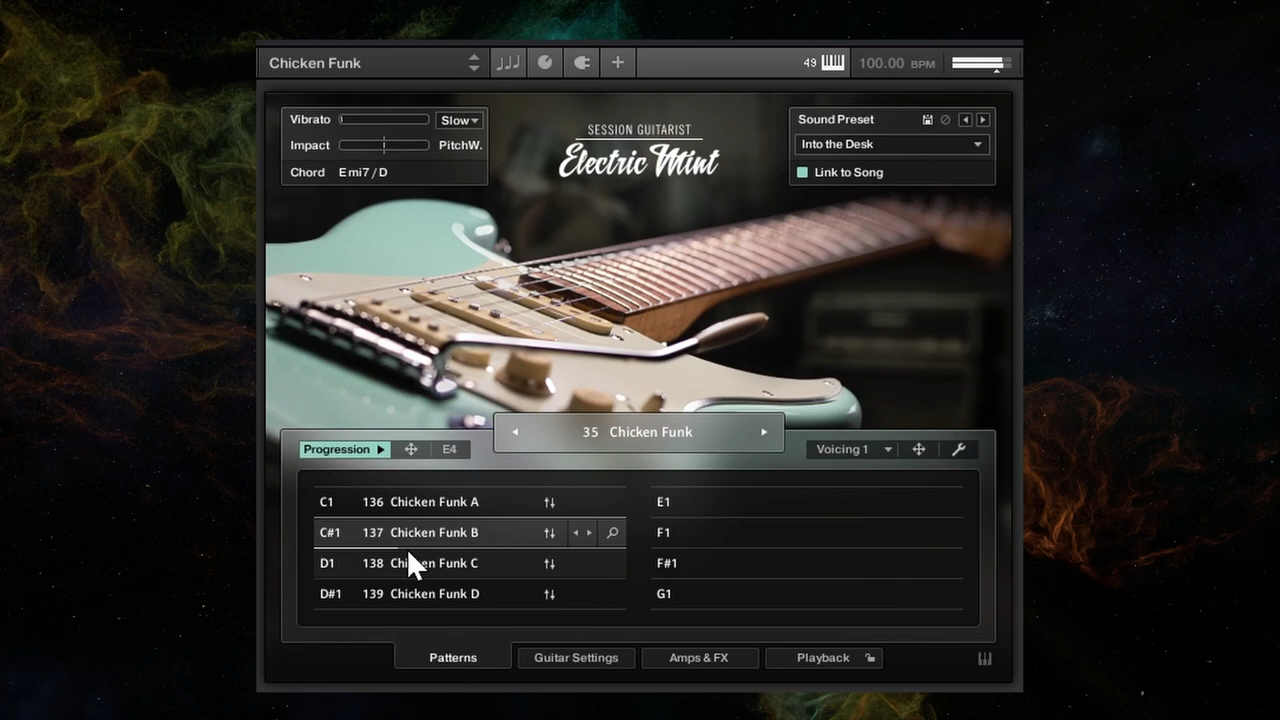 Chicken Funk
49
100.00 BPM
Vibrato Slow
Impact PitchW.
Chord E mi7 / D
SESSION GUITARIST
Electric Mint
Sound Preset
Into the Desk
Link to Song
35 Chicken Funk
Progression E4
Voicing 1
C1 136 Chicken Funk A
C#1 137 Chicken Funk B
D1 138 Chicken Funk C
D#1 139 Chicken Funk D
E1
F1
F#1
G1
Patterns
Guitar Settings
Amps & FX
Playback